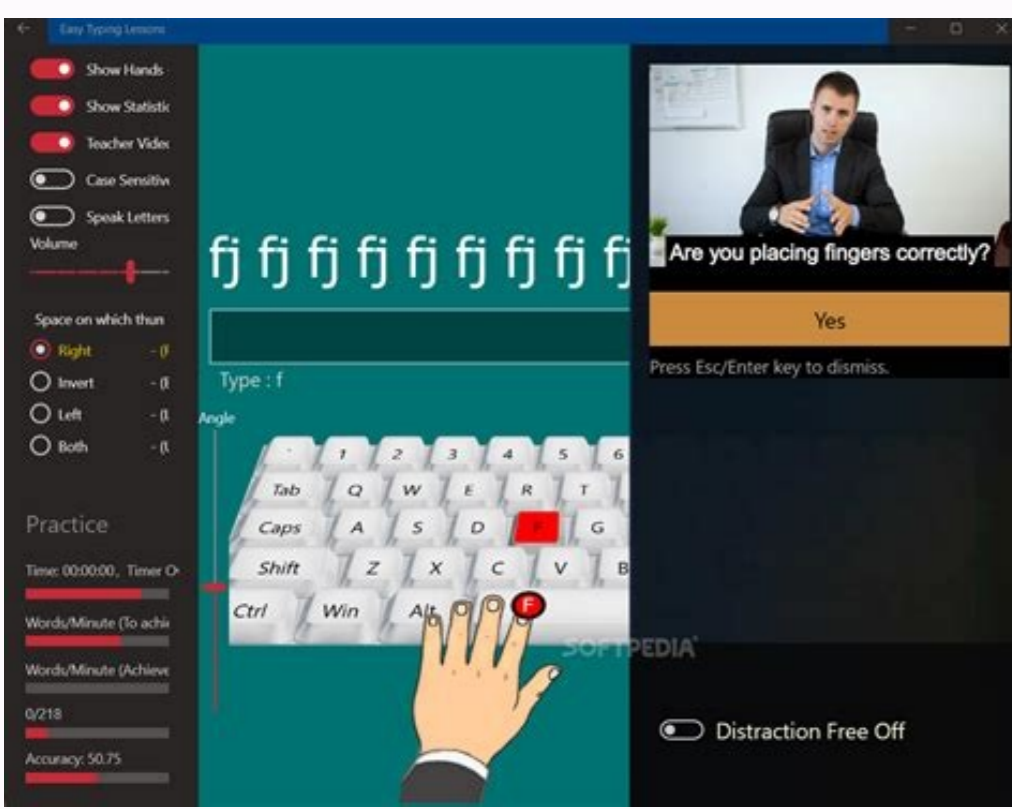 Easy Typing Lessons
Show Hands
Show Statistic
Teacher Video
Case Sensitive
Speak Letters
Volume
Space on which thun
Right - (F
Invert - (I
Left - (L
Both - (L
Practice
Time: 00:00:00, Timer O
Words/Minute (To achie
Words/Minute (Achieve
0/218
Accuracy: 50.75
fj fj fj fj fj fj fj fj fj
Type : f
Angle
` 1 2 3 4 5 6
Tab Q W E R T
Caps A S D F G
Shift Z X C V B
Ctrl Win Alt
F
SOFTPEDIA
Are you placing fingers correctly?
Yes
Press Esc/Enter key to dismiss.
Distraction Free Off